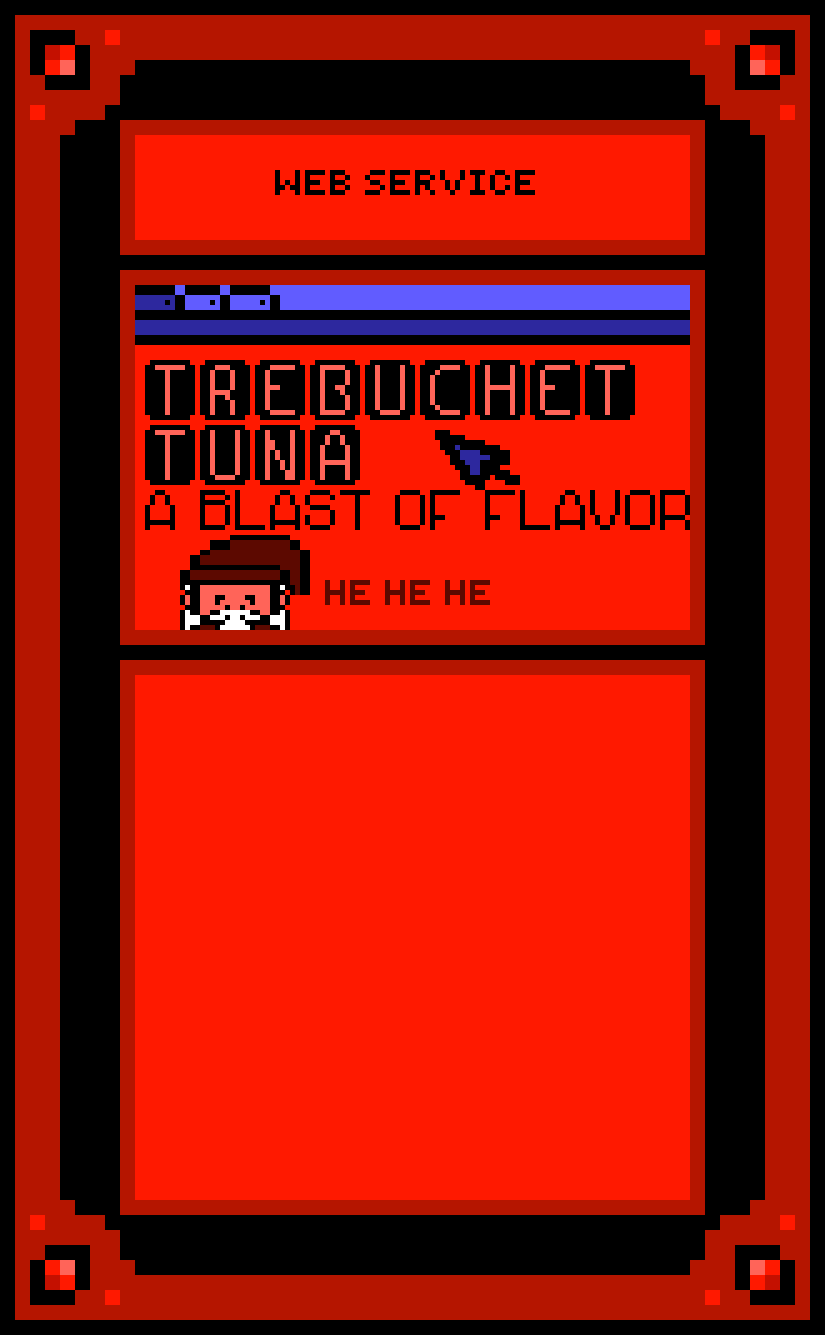 WEB SERVICE
TREBUCHET
TUNA
A BLAST OF FLAVOR
HE HE HE